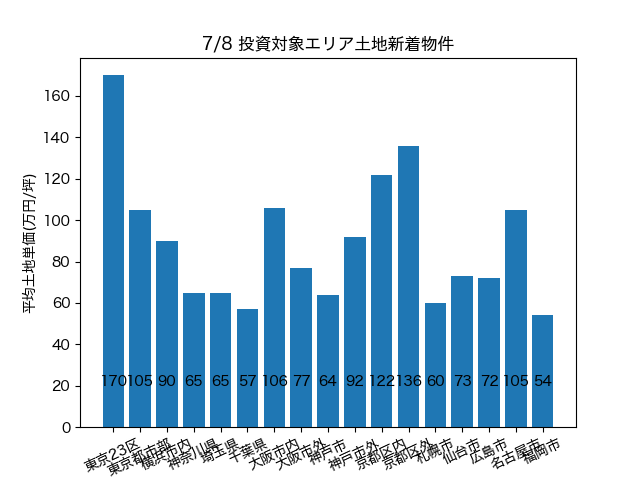 7/8 投資対象エリア土地新着物件
平均土地単価(万円/坪)
160
140
120
100
80
60
40
20
0
170 105 90 65 65 57 106 77 64 92 122 136 60 73 72 105 54
東京23区
東京都市部
横浜市内
神奈川県
埼玉県
千葉県
大阪市内
大阪市外
神戸市
神戸市外
京都区内
京都区外
札幌市
仙台市
広島市
名古屋市
福岡市